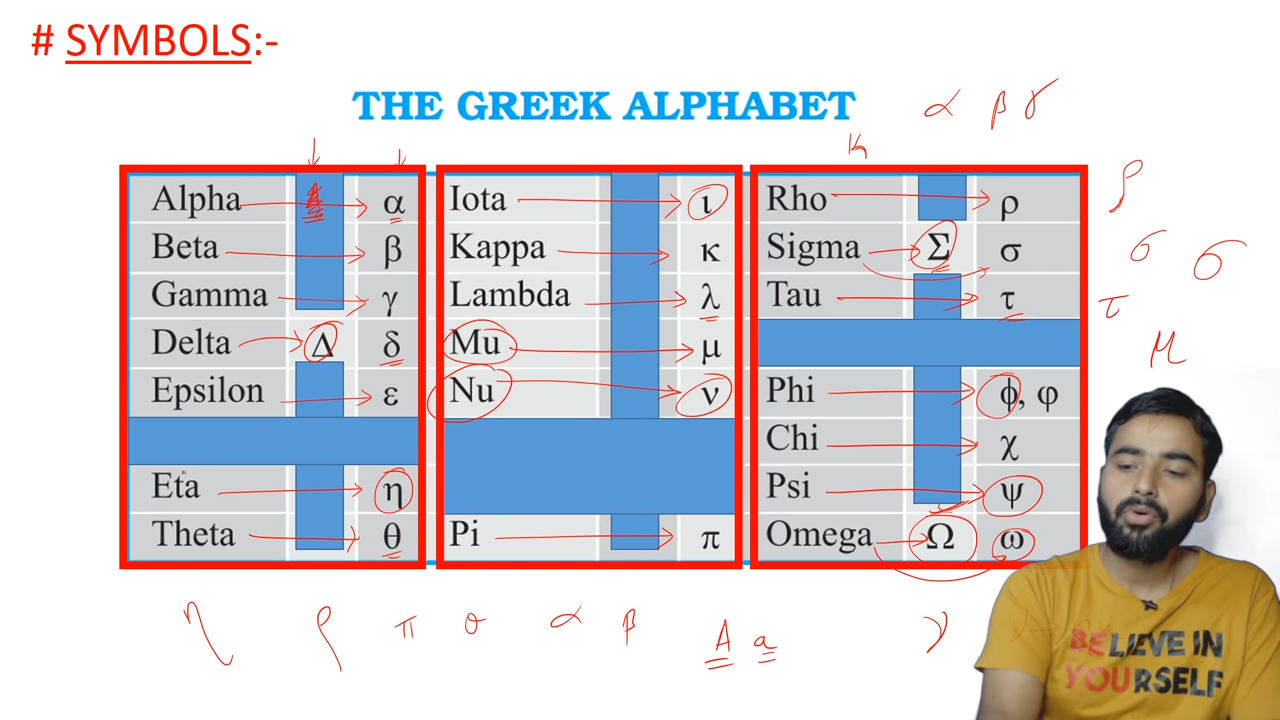 # SYMBOLS:-
THE GREEK ALPHABET
α β γ
Alpha α
Beta β
Gamma γ
Delta Δ δ
Epsilon ε
Eta η
Theta θ
Iota ι
Kappa κ
Lambda λ
Mu μ
Nu ν
Pi π
Rho ρ
Sigma Σ σ
Tau τ
Phi ϕ, φ
Chi χ
Psi ψ
Omega Ω ω
ρ
σ σ
τ
μ
η ρ π θ α β A a ν
BELIEVE IN
YOURSELF